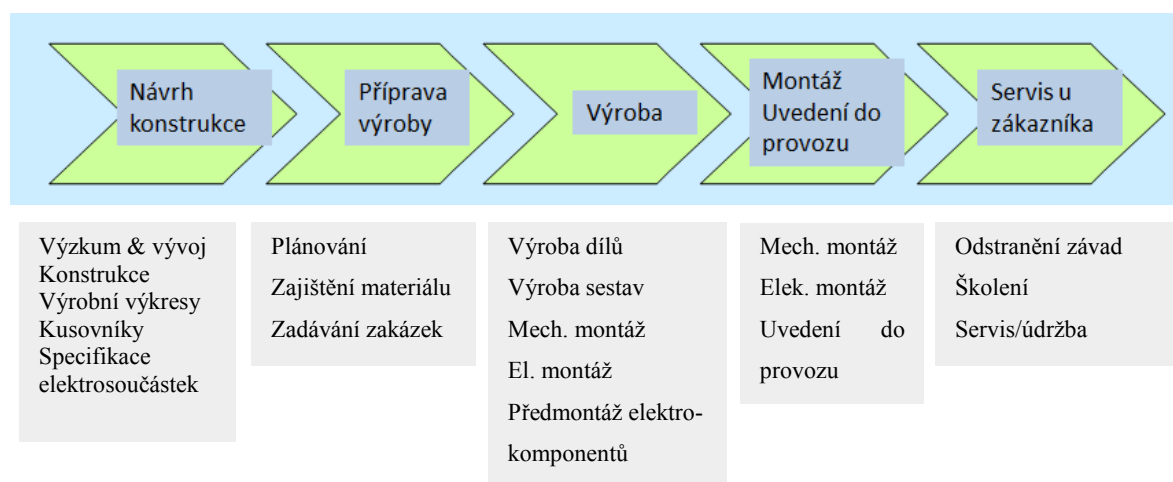 Návrh
konstrukce
Příprava
výroby
Výroba
Montáž
Uvedení do
provozu
Servis u
zákazníka
Výzkum & vývoj
Konstrukce
Výrobní výkresy
Kusovníky
Specifikace
elektrosoučástek
Plánování
Zajištění materiálu
Zadávání zakázek
Výroba dílů
Výroba sestav
Mech. montáž
El. montáž
Předmontáž elektro-
komponentů
Mech. montáž
Elek. montáž
Uvedení do
provozu
Odstranění závad
Školení
Servis/údržba